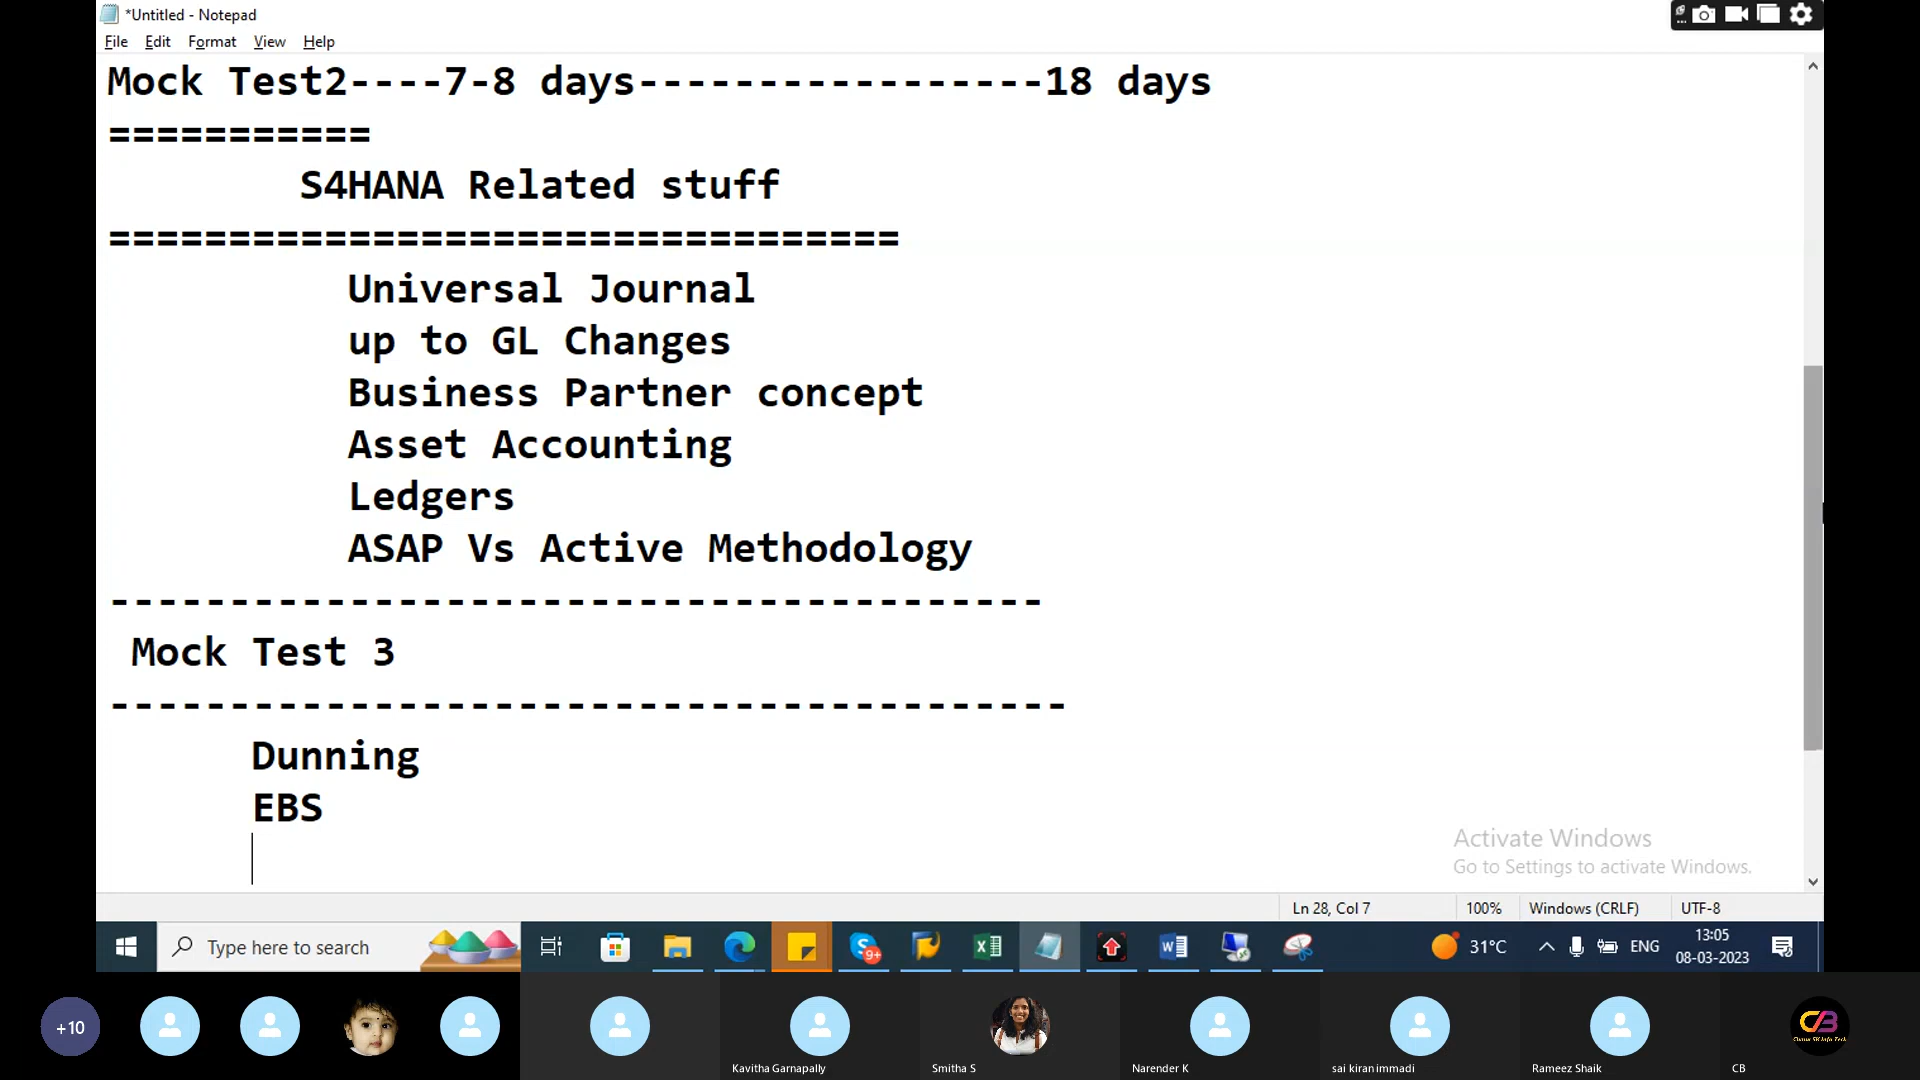 *Untitled - Notepad
File Edit Format View Help
Mock Test2----7-8 days-----------------18 days
===========
S4HANA Related stuff
=================================
Universal Journal
up to GL Changes
Business Partner concept
Asset Accounting
Ledgers
ASAP Vs Active Methodology
---------------------------------------
Mock Test 3
----------------------------------------
Dunning
EBS
Activate Windows
Go to Settings to activate Windows.
Ln 28, Col 7 100% Windows (CRLF) UTF-8
Type here to search 9+ 31°C ENG 13:05
08-03-2023
+10
Kavitha Garnapally Smitha S Narender K sai kiran immadi Rameez Shaik CB